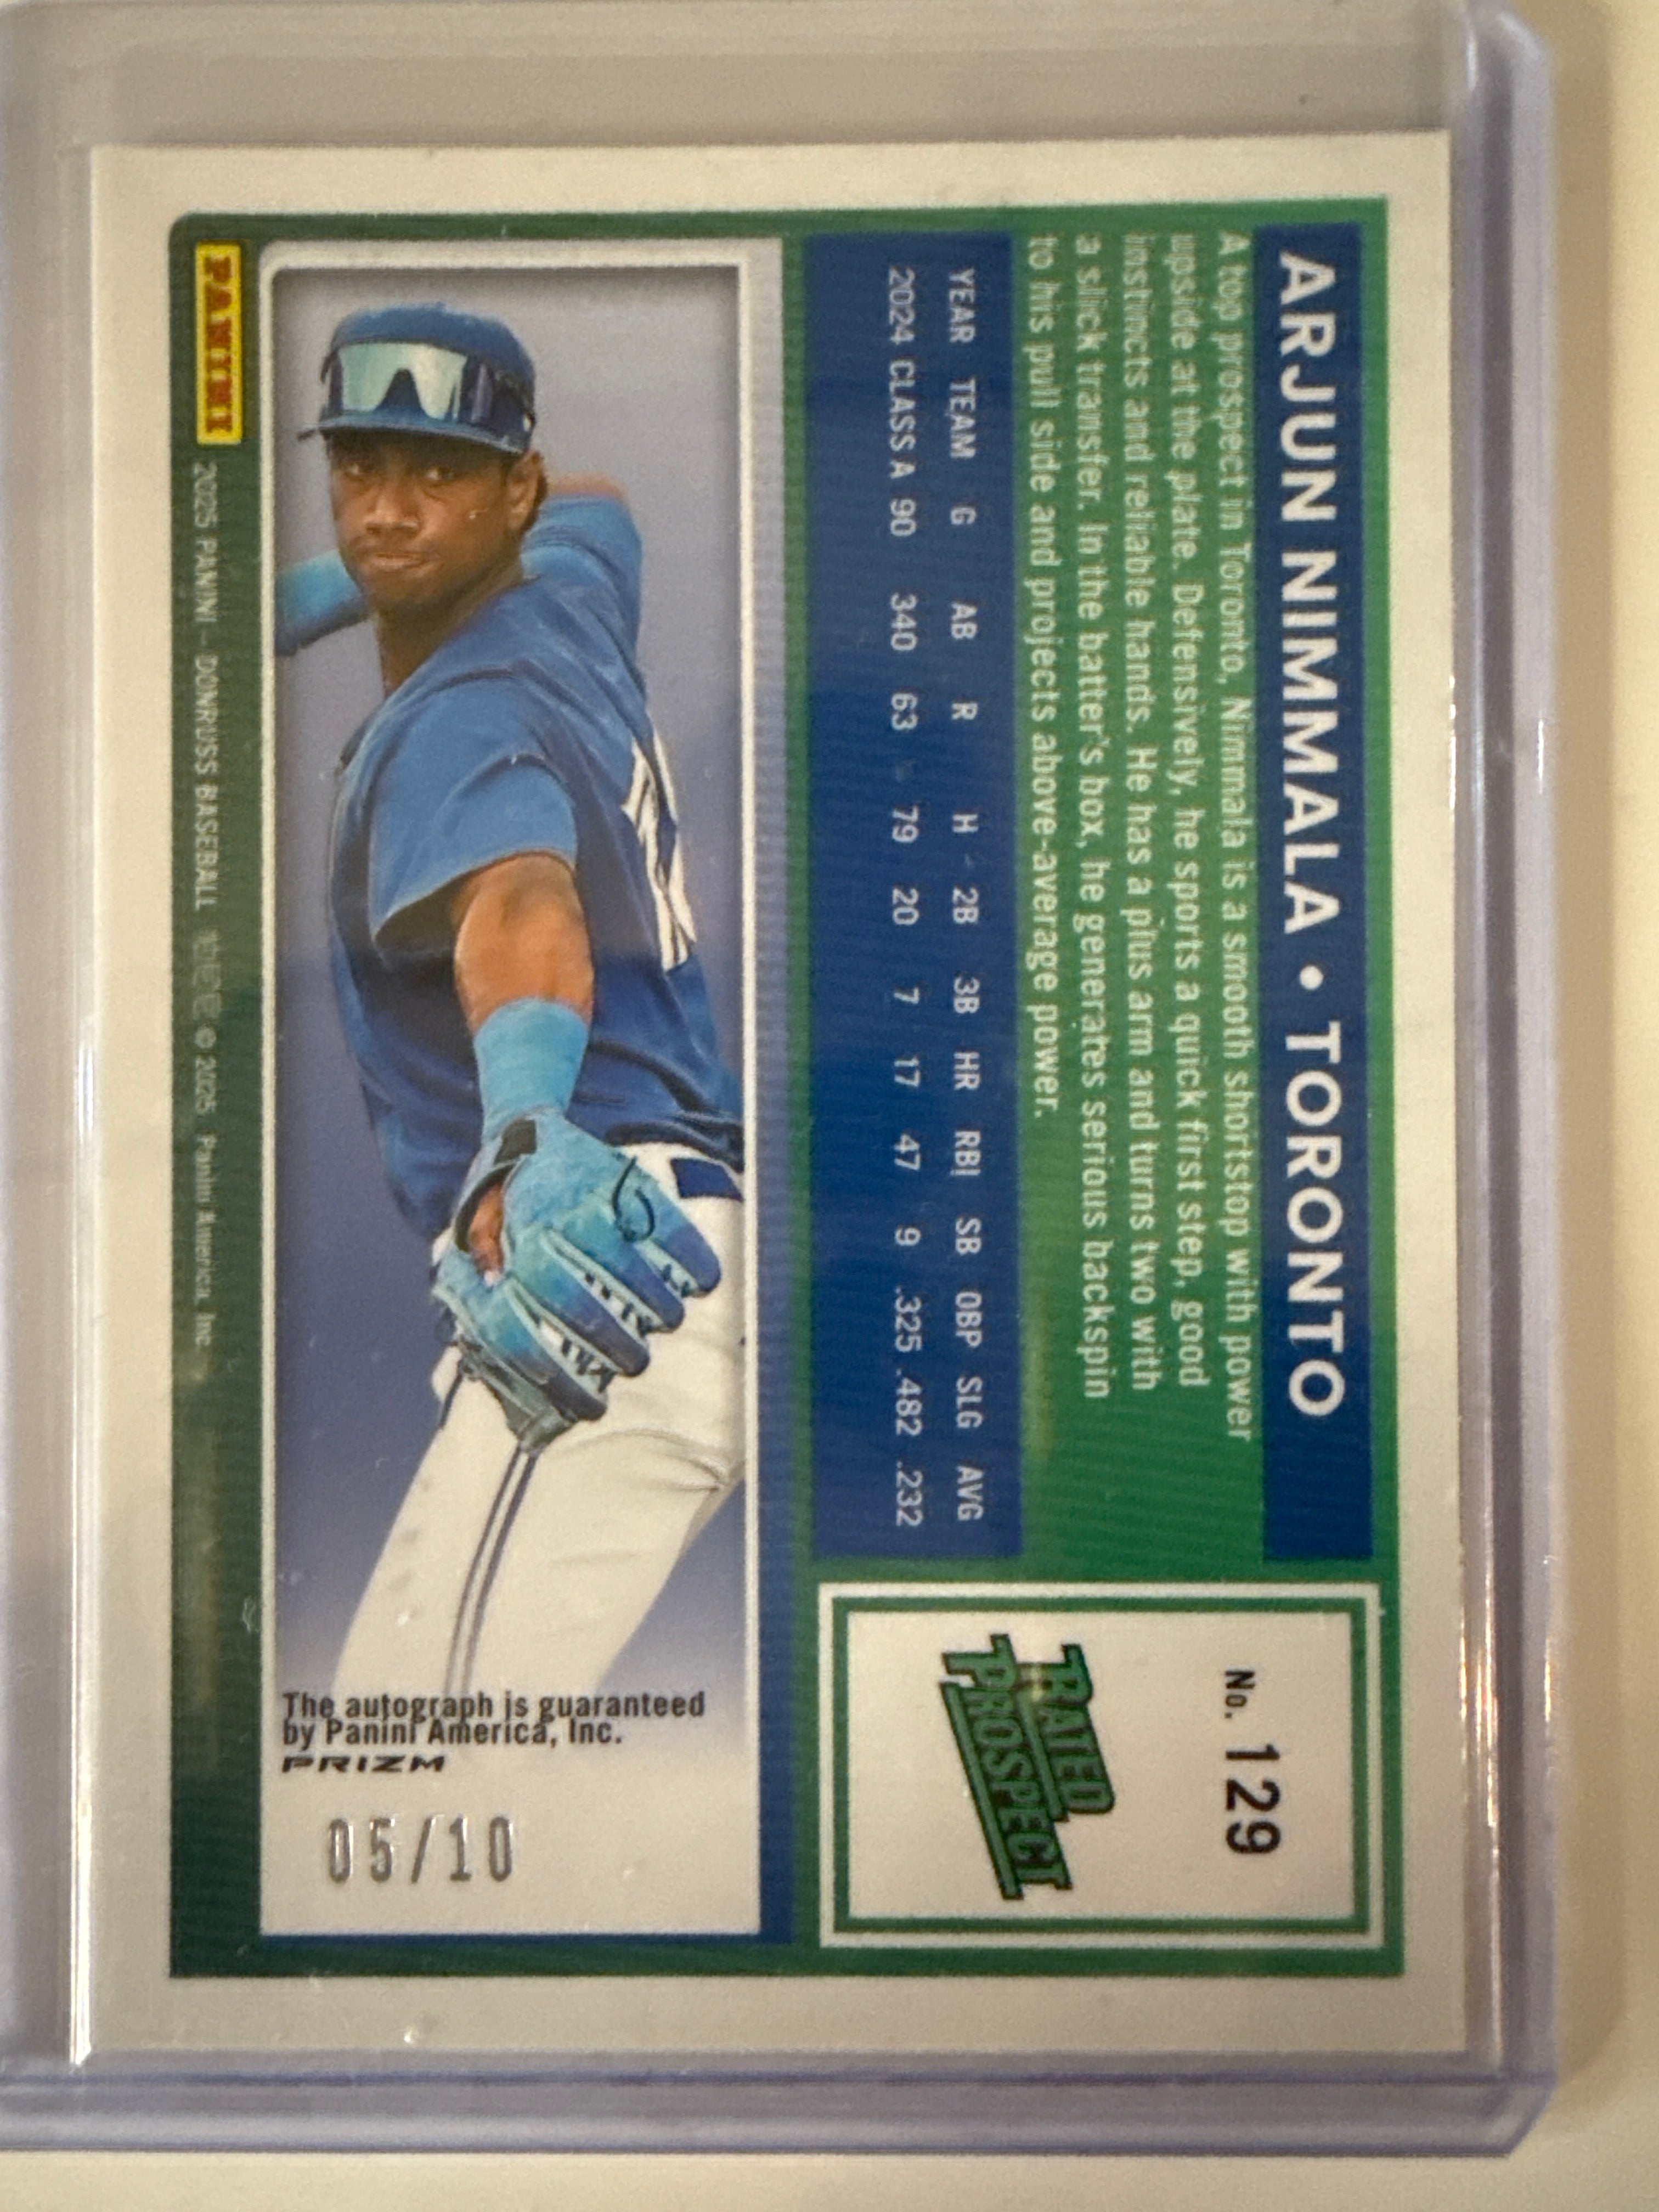 ARJUN NIMMALA • TORONTO
A top prospect in Toronto, Nimmala is a smooth shortstop with power
upside at the plate. Defensively, he sports a quick first step, good
instincts and reliable hands. He has a plus arm and turns two with
a slick transfer. In the batter's box, he generates serious backspin
to his pull side and projects above-average power.
YEAR TEAM G AB R H 2B 3B HR RBI SB OBP SLG AVG
2024 CLASS A 90 340 63 79 20 7 17 47 9 .325 .482 .232
No. 129
RATED
PROSPECT
The autograph is guaranteed
by Panini America, Inc.
PRIZM
05/10
PANINI
2025 PANINI – DONRUSS BASEBALL © 2025 Panini America, Inc.